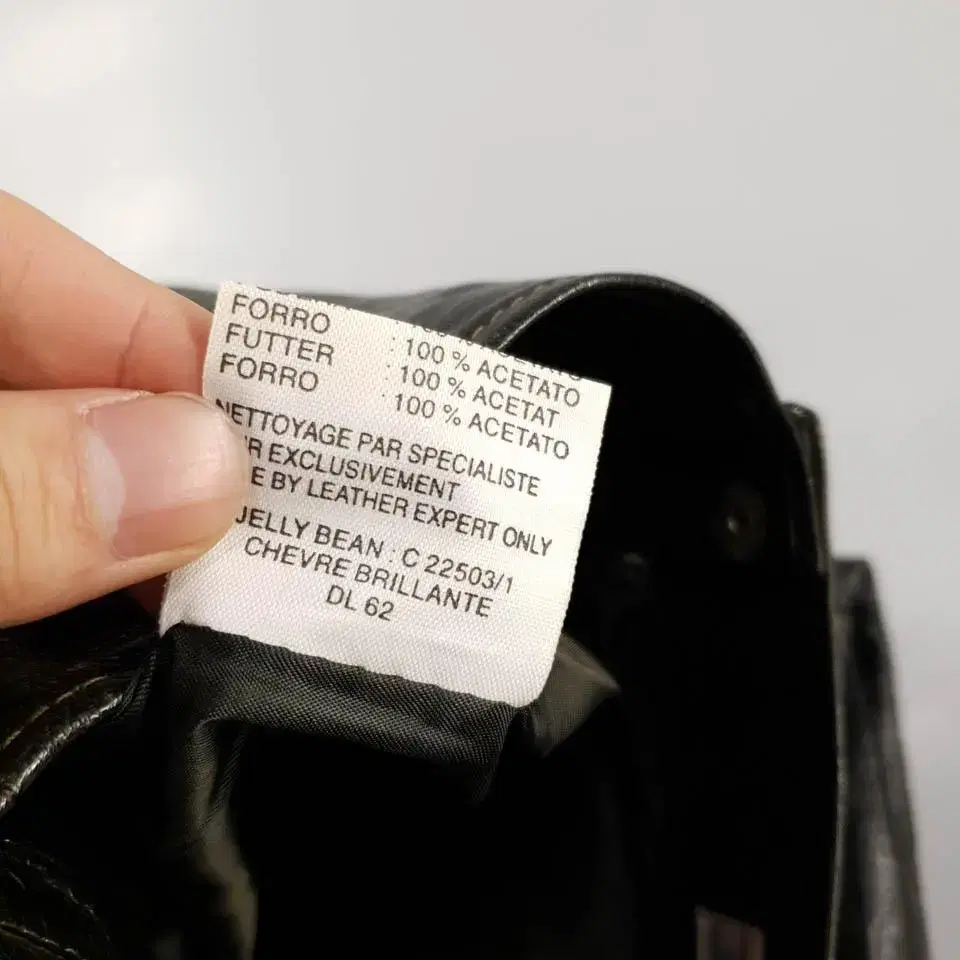 FORRO : 100 % ACETATO
FUTTER : 100 % ACETAT
FORRO : 100 % ACETATO
NETTOYAGE PAR SPECIALISTE
EXCLUSIVEMENT
BY LEATHER EXPERT ONLY
JELLY BEAN : C 22503/1
CHEVRE BRILLANTE
DL 62